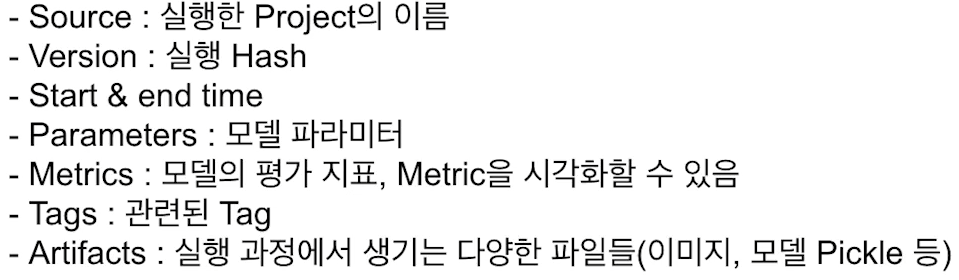 - Source : 실행한 Project의 이름
- Version : 실행 Hash
- Start & end time
- Parameters : 모델 파라미터
- Metrics : 모델의 평가 지표, Metric을 시각화할 수 있음
- Tags : 관련된 Tag
- Artifacts : 실행 과정에서 생기는 다양한 파일들(이미지, 모델 Pickle 등)